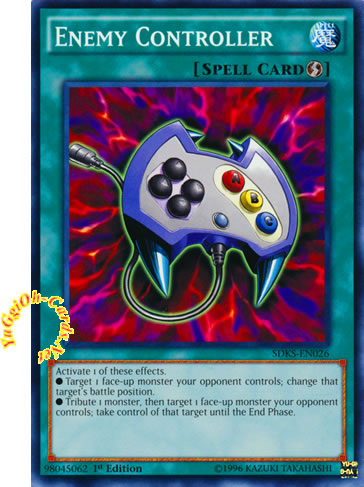 ENEMY CONTROLLER
[SPELL CARD]
A
B
C
YuGgiOh-Cards.Net
SDKS-EN026
Activate 1 of these effects.
● Target 1 face-up monster your opponent controls; change
that target's battle position.
● Tribute 1 monster, then target 1 face-up monster your opponent
controls; take control of that target until the End Phase.
98045062 1st Edition ©1996 KAZUKI TAKAHASHI